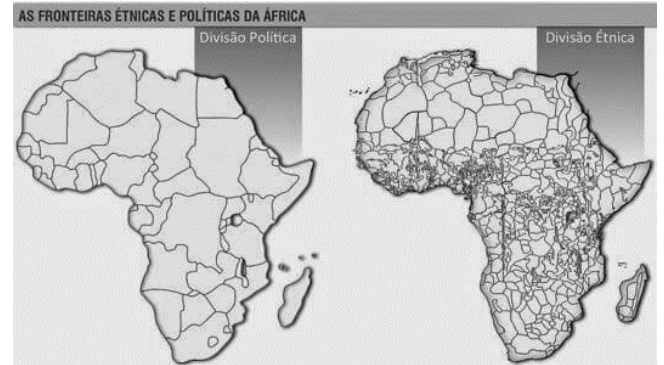 AS FRONTEIRAS ÉTNICAS E POLÍTICAS DA ÁFRICA
Divisão Política
Divisão Étnica